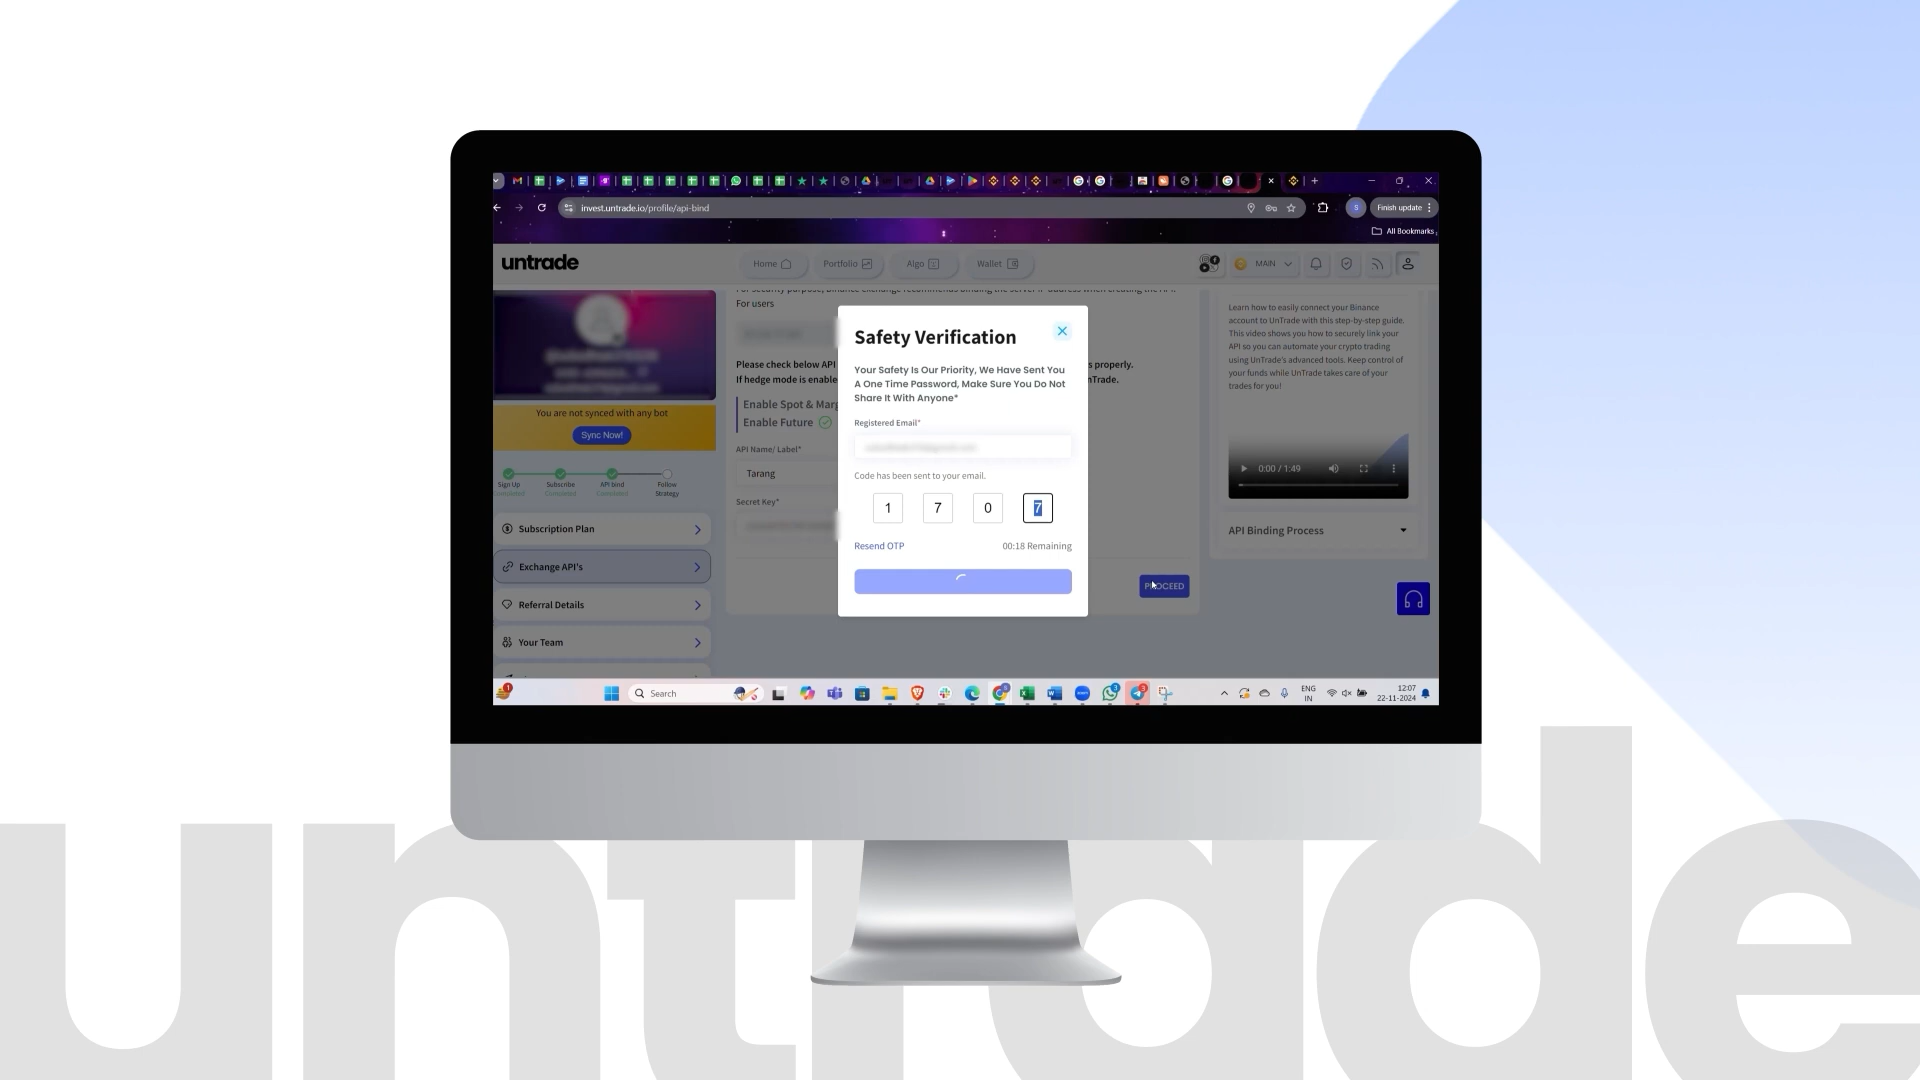 invest.untrade.io/profile/api-bind
Finish update
All Bookmarks
untrade
Home
Portfolio
Algo
Wallet
MAIN
For users
You are not synced with any bot
Sync Now!
Sign Up
Subscribe
API bind
Follow
Strategy
Completed
Completed
Completed
Subscription Plan
Exchange API's
Referral Details
Your Team
Please check below API
s properly.
If hedge mode is enable
nTrade.
Enable Spot & Marg
Enable Future
API Name/ Label*
Tarang
Secret Key*
PROCEED
Safety Verification
Your Safety Is Our Priority, We Have Sent You
A One Time Password, Make Sure You Do Not
Share It With Anyone*
Registered Email*
Code has been sent to your email.
1 7 0 7
Resend OTP
00:18 Remaining
Learn how to easily connect your Binance
account to UnTrade with this step-by-step guide.
This video shows you how to securely link your
API so you can automate your crypto trading
using UnTrade's advanced tools. Keep control of
your funds while UnTrade takes care of your
trades for you!
0:00 / 1:49
API Binding Process
Search
ENG
IN
12:07
22-11-2024
untrade